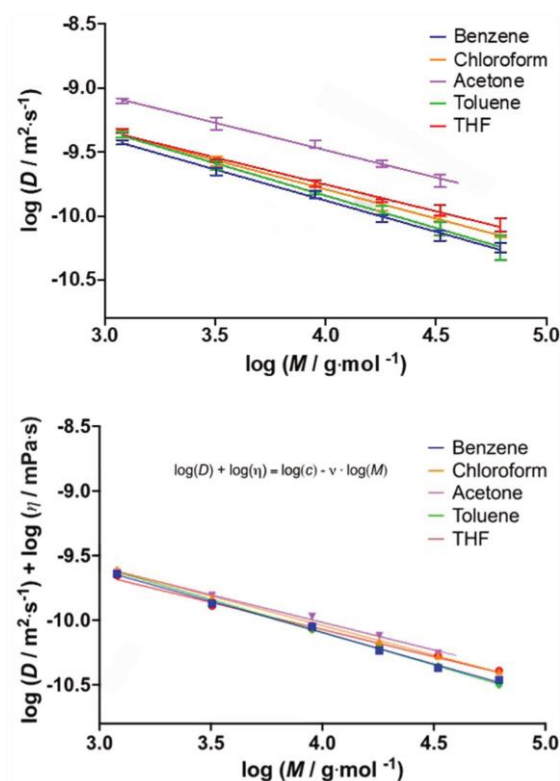 log (D / m²·s⁻¹)
-8.5
-9.0
-9.5
-10.0
-10.5
3.0 3.5 4.0 4.5 5.0
log (M / g·mol ⁻¹)
Benzene
Chloroform
Acetone
Toluene
THF
log (D / m²·s⁻¹) + log (η / mPa·s)
-8.5
-9.0
-9.5
-10.0
-10.5
3.0 3.5 4.0 4.5 5.0
log (M / g·mol ⁻¹)
log(D) + log(η) = log(c) - ν · log(M)
Benzene
Chloroform
Acetone
Toluene
THF